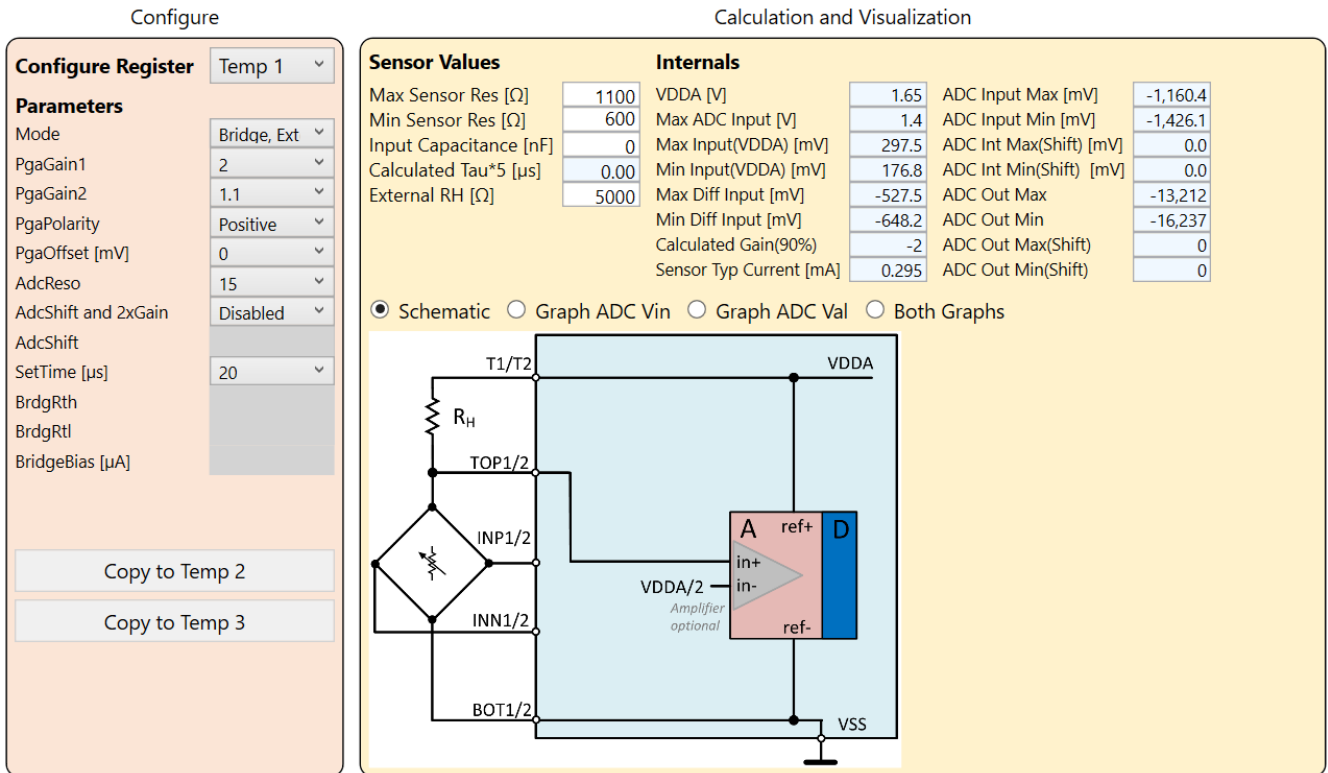 Configure
Calculation and Visualization
Configure Register Temp 1
Parameters
Mode Bridge, Ext
PgaGain1 2
PgaGain2 1.1
PgaPolarity Positive
PgaOffset [mV] 0
AdcReso 15
AdcShift and 2xGain Disabled
AdcShift
SetTime [µs] 20
BrdgRth
BrdgRtl
BridgeBias [µA]
Copy to Temp 2
Copy to Temp 3
Sensor Values
Max Sensor Res [Ω] 1100
Min Sensor Res [Ω] 600
Input Capacitance [nF] 0
Calculated Tau*5 [µs] 0.00
External RH [Ω] 5000
Internals
VDDA [V] 1.65
Max ADC Input [V] 1.4
Max Input(VDDA) [mV] 297.5
Min Input(VDDA) [mV] 176.8
Max Diff Input [mV] -527.5
Min Diff Input [mV] -648.2
Calculated Gain(90%) -2
Sensor Typ Current [mA] 0.295
ADC Input Max [mV] -1,160.4
ADC Input Min [mV] -1,426.1
ADC Int Max(Shift) [mV] 0.0
ADC Int Min(Shift) [mV] 0.0
ADC Out Max -13,212
ADC Out Min -16,237
ADC Out Max(Shift) 0
ADC Out Min(Shift) 0
Schematic Graph ADC Vin Graph ADC Val Both Graphs
T1/T2
VDDA
RH
TOP1/2
INP1/2
INN1/2
BOT1/2
A
ref+
D
in+
VDDA/2
in-
Amplifier
optional
ref-
VSS